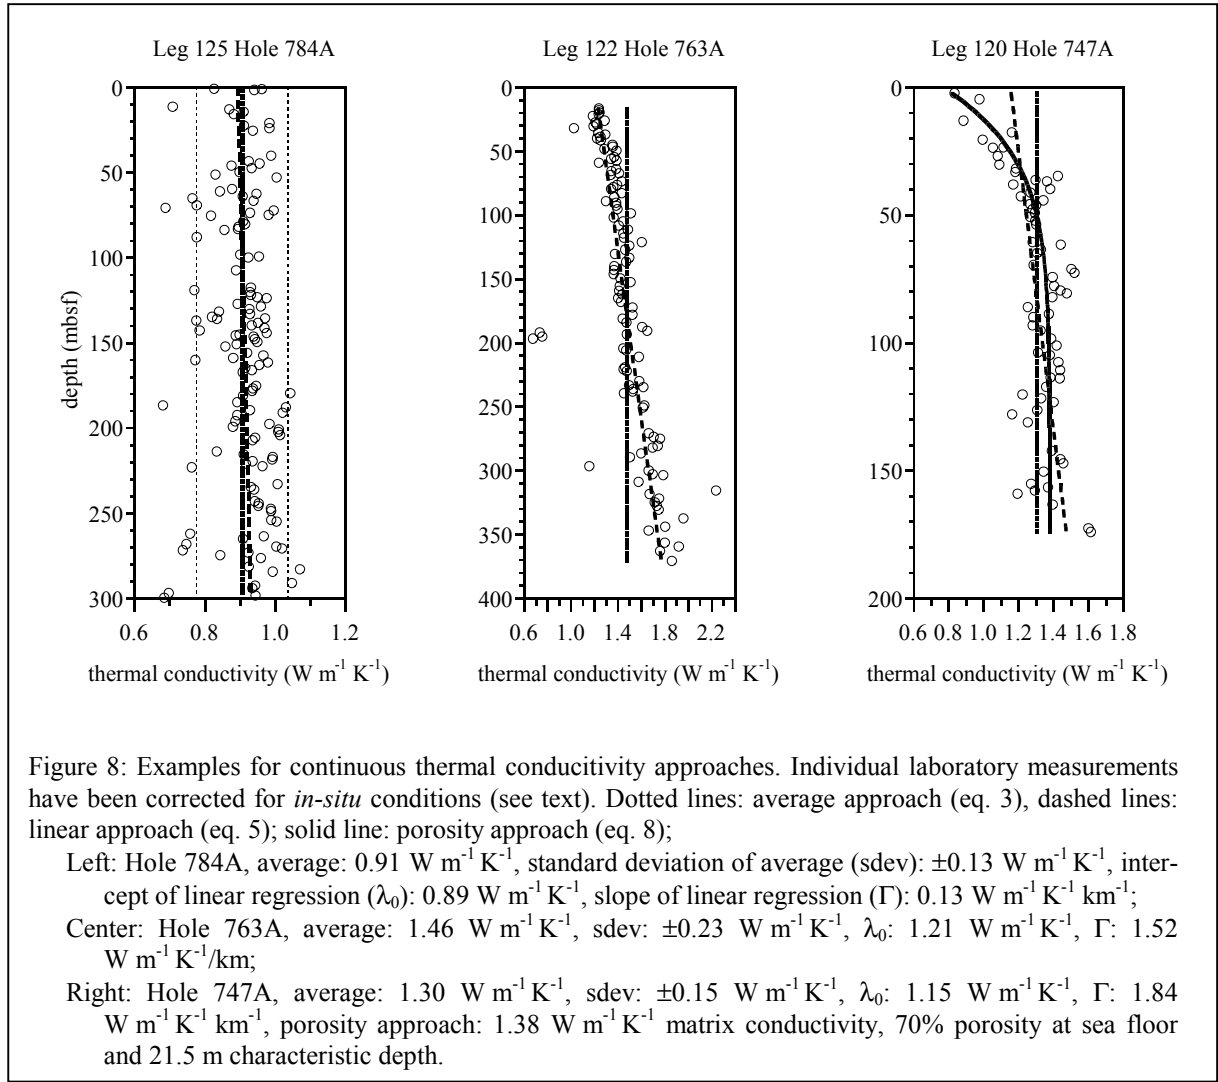 Leg 125 Hole 784A
Leg 122 Hole 763A
Leg 120 Hole 747A
depth (mbsf)
0
50
100
150
200
250
300
0.6 0.8 1.0 1.2
thermal conductivity (W m⁻¹ K⁻¹)
0
50
100
150
200
250
300
350
400
0.6 1.0 1.4 1.8 2.2
thermal conductivity (W m⁻¹ K⁻¹)
0
50
100
150
200
0.6 0.8 1.0 1.2 1.4 1.6 1.8
thermal conductivity (W m⁻¹ K⁻¹)
Figure 8: Examples for continuous thermal conducitivity approaches. Individual laboratory measurements
have been corrected for in-situ conditions (see text). Dotted lines: average approach (eq. 3), dashed lines:
linear approach (eq. 5); solid line: porosity approach (eq. 8);
Left: Hole 784A, average: 0.91 W m⁻¹ K⁻¹, standard deviation of average (sdev): ±0.13 W m⁻¹ K⁻¹, inter-
cept of linear regression (λ₀): 0.89 W m⁻¹ K⁻¹, slope of linear regression (Γ): 0.13 W m⁻¹ K⁻¹ km⁻¹;
Center: Hole 763A, average: 1.46 W m⁻¹ K⁻¹, sdev: ±0.23 W m⁻¹ K⁻¹, λ₀: 1.21 W m⁻¹ K⁻¹, Γ: 1.52
W m⁻¹ K⁻¹/km;
Right: Hole 747A, average: 1.30 W m⁻¹ K⁻¹, sdev: ±0.15 W m⁻¹ K⁻¹, λ₀: 1.15 W m⁻¹ K⁻¹, Γ: 1.84
W m⁻¹ K⁻¹ km⁻¹, porosity approach: 1.38 W m⁻¹ K⁻¹ matrix conductivity, 70% porosity at sea floor
and 21.5 m characteristic depth.